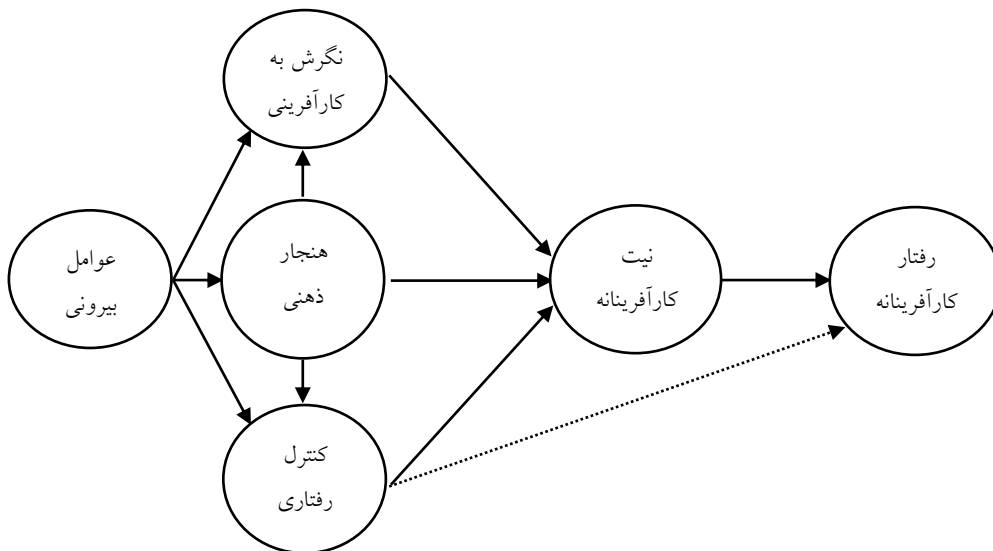 نگرش به
کارآفرینی
عوامل
بیرونی
هنجار
ذهنی
نیت
کارآفرینانه
رفتار
کارآفرینانه
کنترل
رفتاری